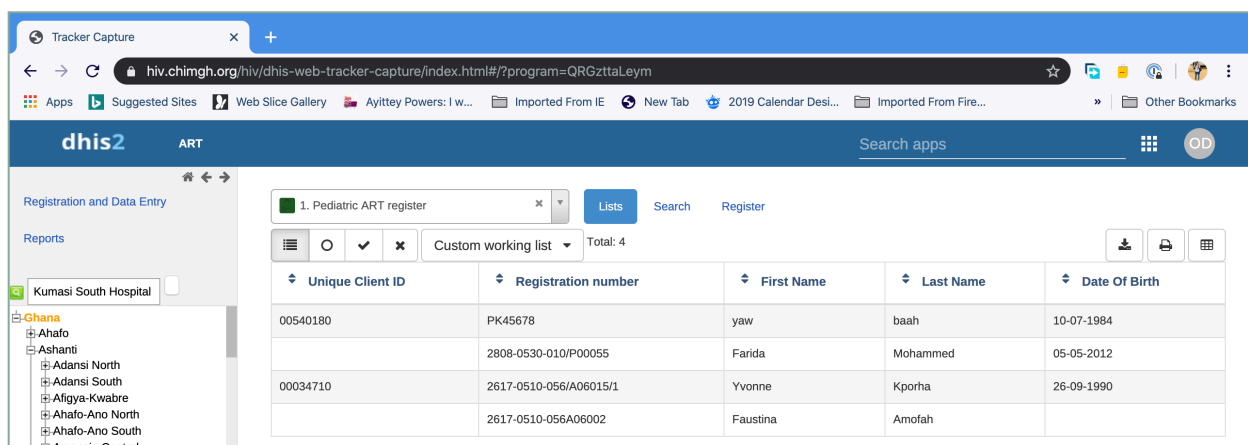 Tracker Capture
hiv.chimgh.org/hiv/dhis-web-tracker-capture/index.html#/?program=QRGzttaLeym
Apps Suggested Sites Web Slice Gallery Ayittey Powers: I w... Imported From IE New Tab 2019 Calendar Desi... Imported From Fire... » Other Bookmarks
dhis2 ART Search apps OD
Registration and Data Entry
1. Pediatric ART register Lists Search Register
Reports
Custom working list Total: 4
Unique Client ID Registration number First Name Last Name Date Of Birth
Kumasi South Hospital
00540180 PK45678 yaw baah 10-07-1984
2808-0530-010/P00055 Farida Mohammed 05-05-2012
00034710 2617-0510-056/A06015/1 Yvonne Kporha 26-09-1990
2617-0510-056A06002 Faustina Amofah
Ghana
Ahafo
Ashanti
Adansi North
Adansi South
Afigya-Kwabre
Ahafo-Ano North
Ahafo-Ano South